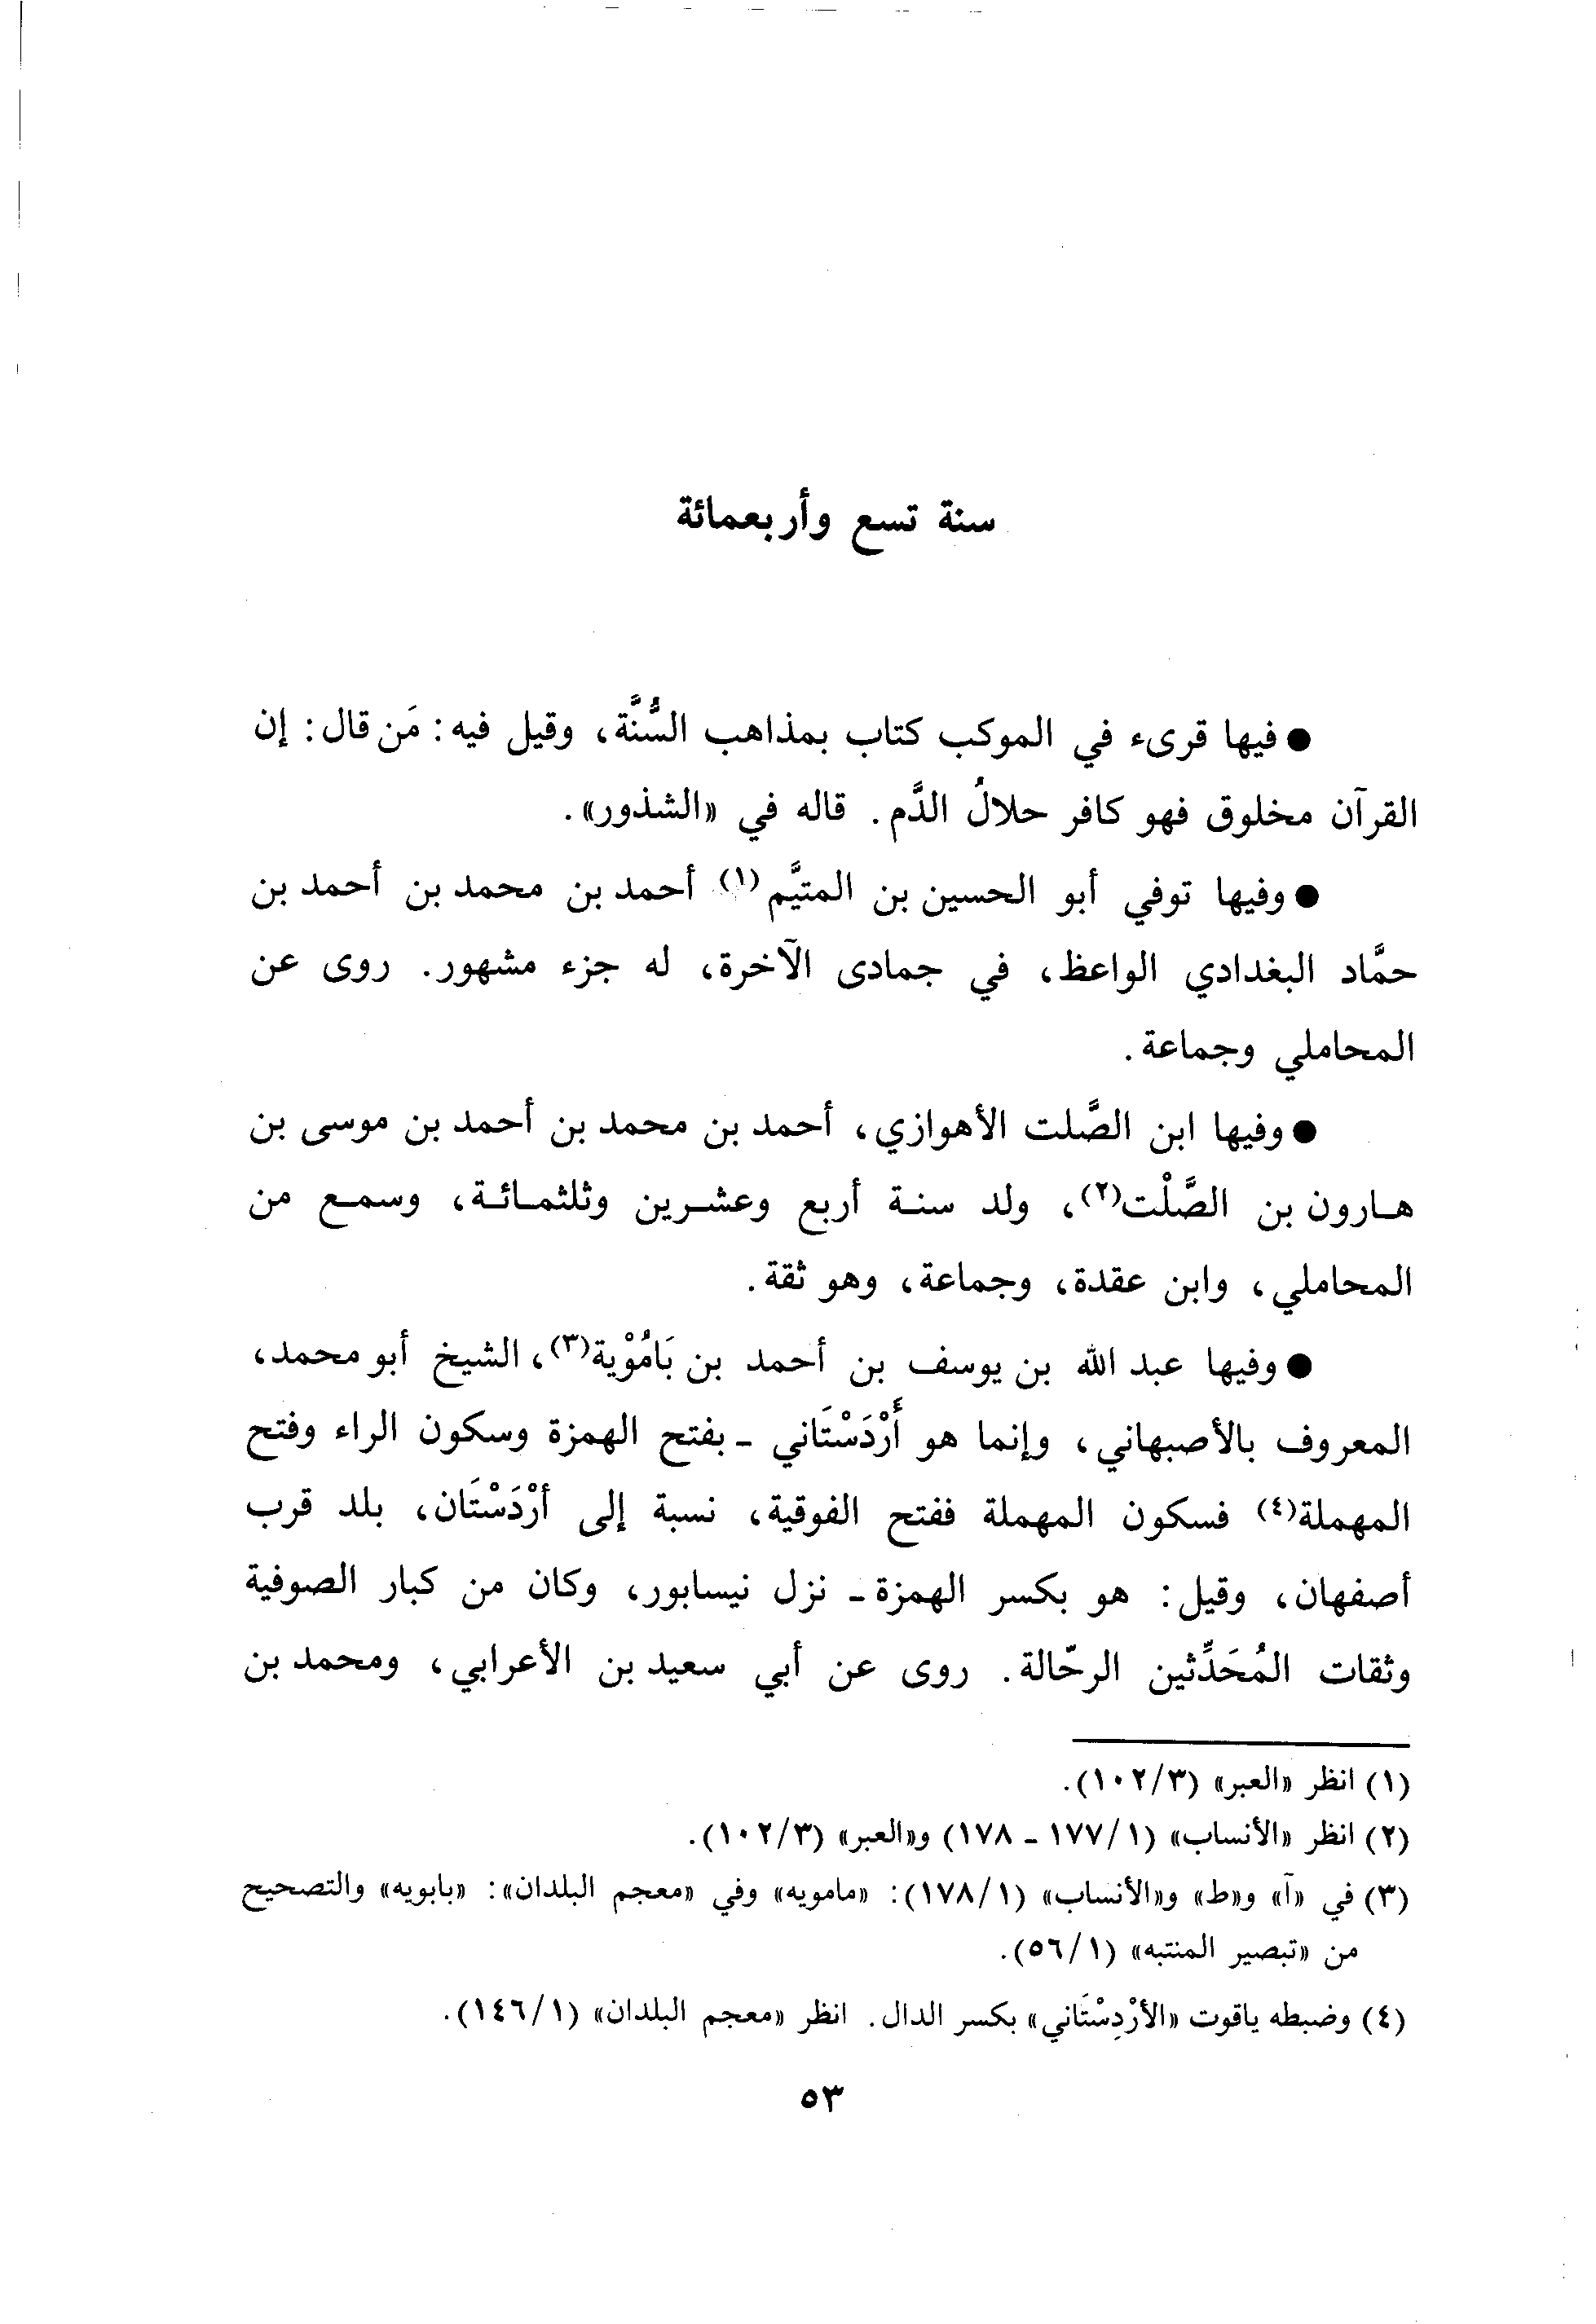 سنة تسع وأربعمائة
● فيها قرىء في الموكب كتاب بمذاهب السُّنَّة، وقيل فيه: مَن قال: إن
القرآن مخلوق فهو كافر حلالُ الدَّم. قاله في «الشذور».
● وفيها توفي أبو الحسين بن المتيَّم(١) أحمد بن محمد بن أحمد بن
حمَّاد البغدادي الواعظ، في جمادى الآخرة، له جزء مشهور. روى عن
المحاملي وجماعة.
● وفيها ابن الصَّلت الأهوازي، أحمد بن محمد بن أحمد بن موسى بن
هارون بن الصَّلْت(٢)، ولد سنة أربع وعشرين وثلثمائة، وسمع من
المحاملي، وابن عقدة، وجماعة، وهو ثقة.
● وفيها عبد الله بن يوسف بن أحمد بن بَامُوْية(٣)، الشيخ أبو محمد،
المعروف بالأصبهاني، وإنما هو أَرْدَسْتَاني - بفتح الهمزة وسكون الراء وفتح
المهملة(٤) فسكون المهملة ففتح الفوقية، نسبة إلى أرْدَسْتَان، بلد قرب
أصفهان، وقيل: هو بكسر الهمزة - نزل نيسابور، وكان من كبار الصوفية
وثقات المُحَدِّثين الرحّالة. روى عن أبي سعيد بن الأعرابي، ومحمد بن
(١) انظر «العبر» (١٠٢/٣).
(٢) انظر «الأنساب» (١٧٧/١ - ١٧٨) و«العبر» (١٠٢/٣).
(٣) في «آ» و«ط» و«الأنساب» (١٧٨/١): «مامويه» وفي «معجم البلدان»: «بابويه» والتصحيح
من «تبصير المنتبه» (٥٦/١).
(٤) وضبطه ياقوت «الأرْدِسْتَاني» بكسر الدال. انظر «معجم البلدان» (١٤٦/١).
٥٣